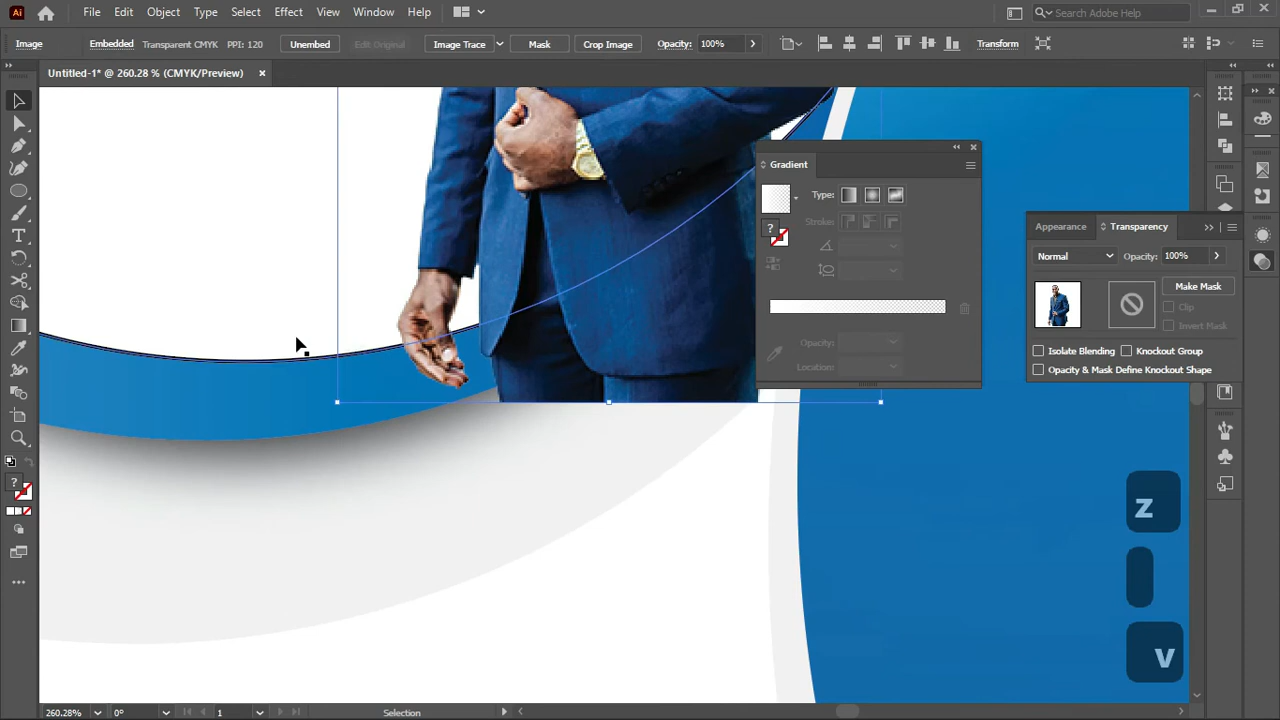 Ai File Edit Object Type Select Effect View Window Help Search Adobe Help
Image Embedded Transparent CMYK PPI: 120 Unembed Edit Original Image Trace Mask Crop Image Opacity: 100% Transform
Untitled-1* @ 260.28 % (CMYK/Preview)
Gradient
Type:
Stroke:
?
Opacity:
Location:
Appearance Transparency
Normal Opacity: 100%
Make Mask
Clip
Invert Mask
Isolate Blending Knockout Group
Opacity & Mask Define Knockout Shape
T
?
z
v
260.28% 0° 1 Selection